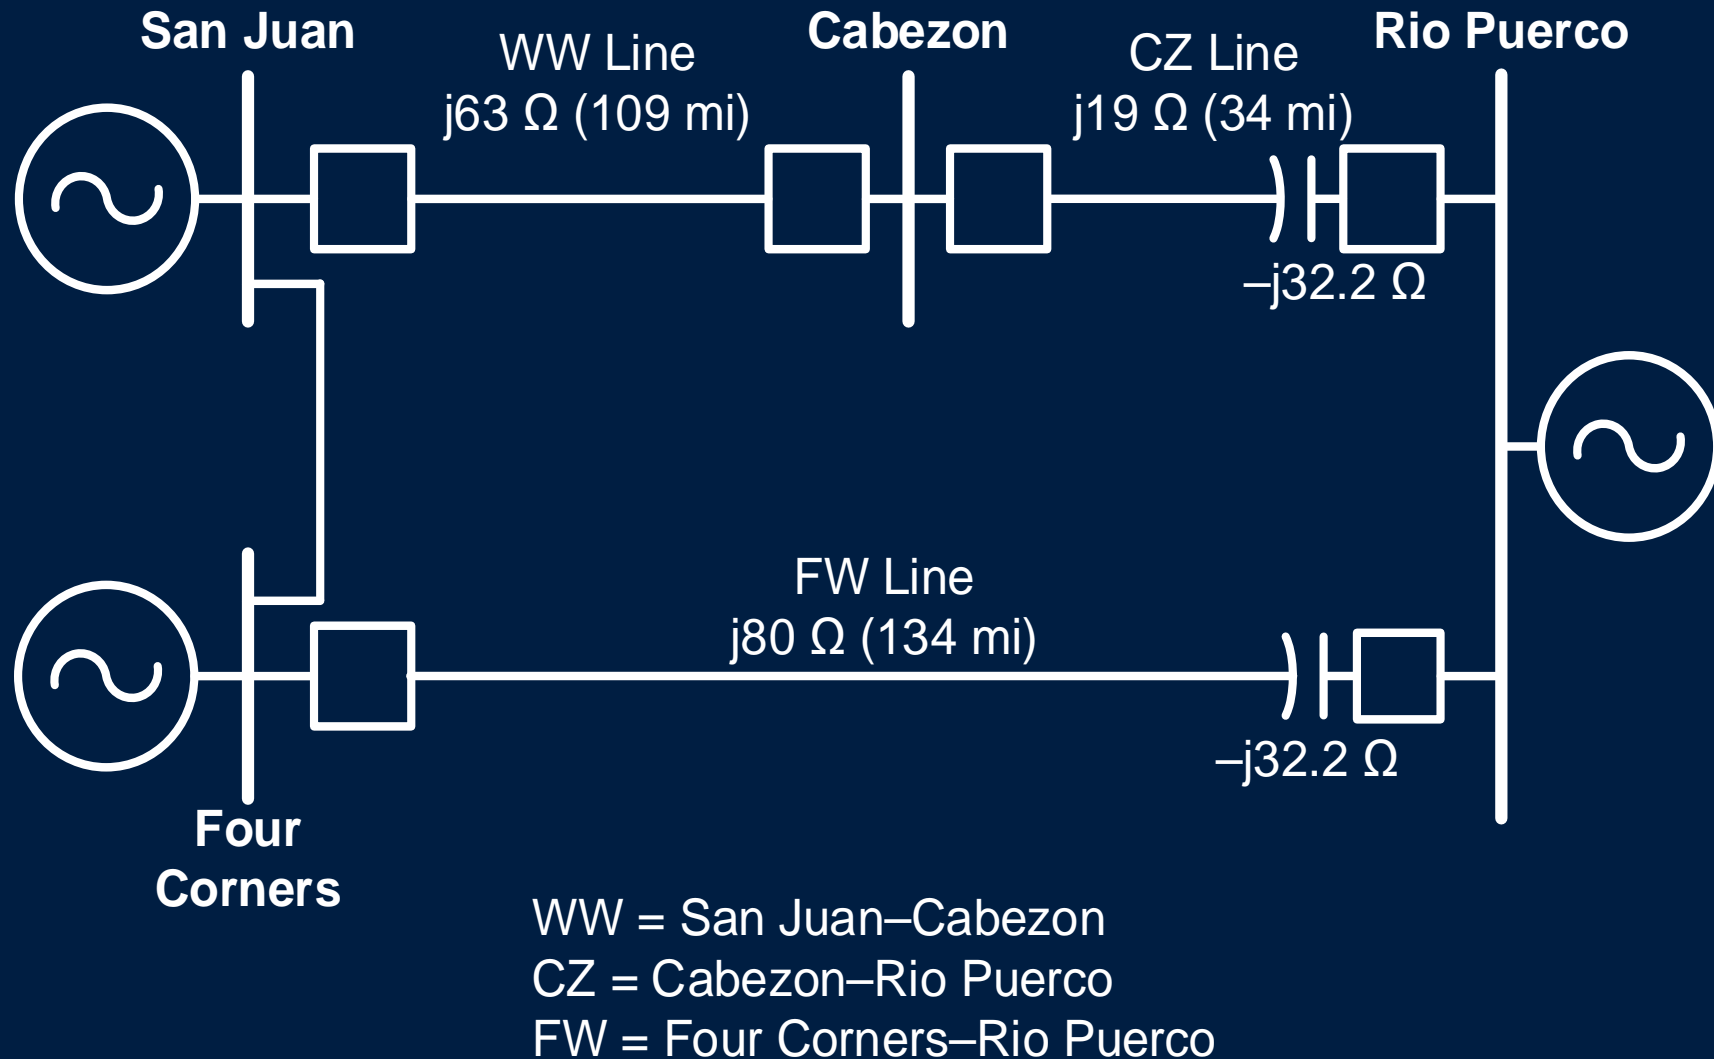 San Juan
WW Line
j63 Ω (109 mi)
Cabezon
CZ Line
j19 Ω (34 mi)
Rio Puerco
–j32.2 Ω
FW Line
j80 Ω (134 mi)
–j32.2 Ω
Four
Corners
WW = San Juan–Cabezon
CZ = Cabezon–Rio Puerco
FW = Four Corners–Rio Puerco